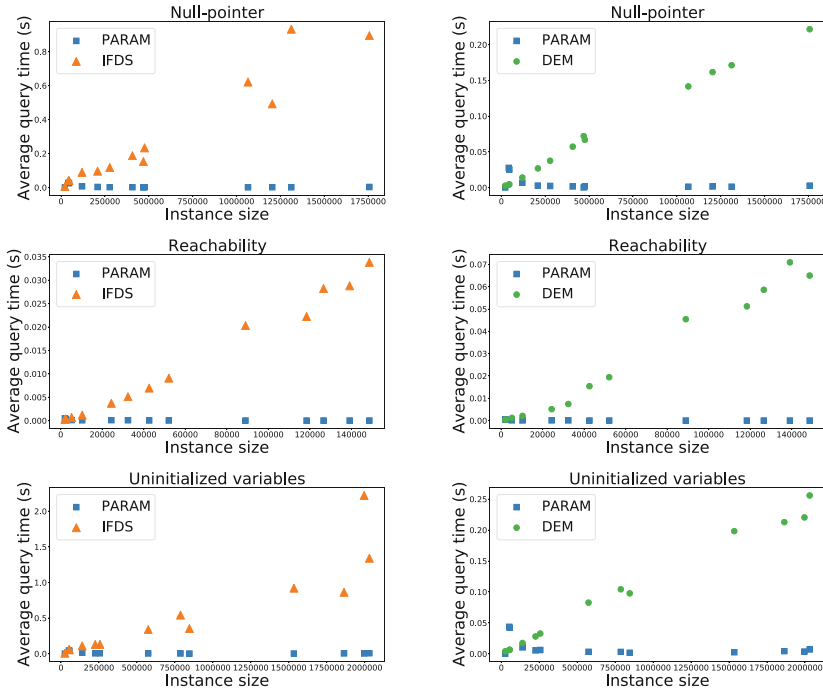 Null-pointer
Average query time (s)
PARAM
IFDS
0.8
0.6
0.4
0.2
0.0
0 250000 500000 750000 1000000 1250000 1500000 1750000
Instance size
Null-pointer
Average query time (s)
PARAM
DEM
0.20
0.15
0.10
0.05
0.00
0 250000 500000 750000 1000000 1250000 1500000 1750000
Instance size
Reachability
Average query time (s)
PARAM
IFDS
0.035
0.030
0.025
0.020
0.015
0.010
0.005
0.000
0 20000 40000 60000 80000 100000 120000 140000
Instance size
Reachability
Average query time (s)
PARAM
DEM
0.07
0.06
0.05
0.04
0.03
0.02
0.01
0.00
0 20000 40000 60000 80000 100000 120000 140000
Instance size
Uninitialized variables
Average query time (s)
PARAM
IFDS
2.0
1.5
1.0
0.5
0.0
0 250000 500000 750000 1000000 1250000 1500000 1750000 2000000
Instance size
Uninitialized variables
Average query time (s)
PARAM
DEM
0.25
0.20
0.15
0.10
0.05
0.00
0 250000 500000 750000 1000000 1250000 1500000 1750000 2000000
Instance size